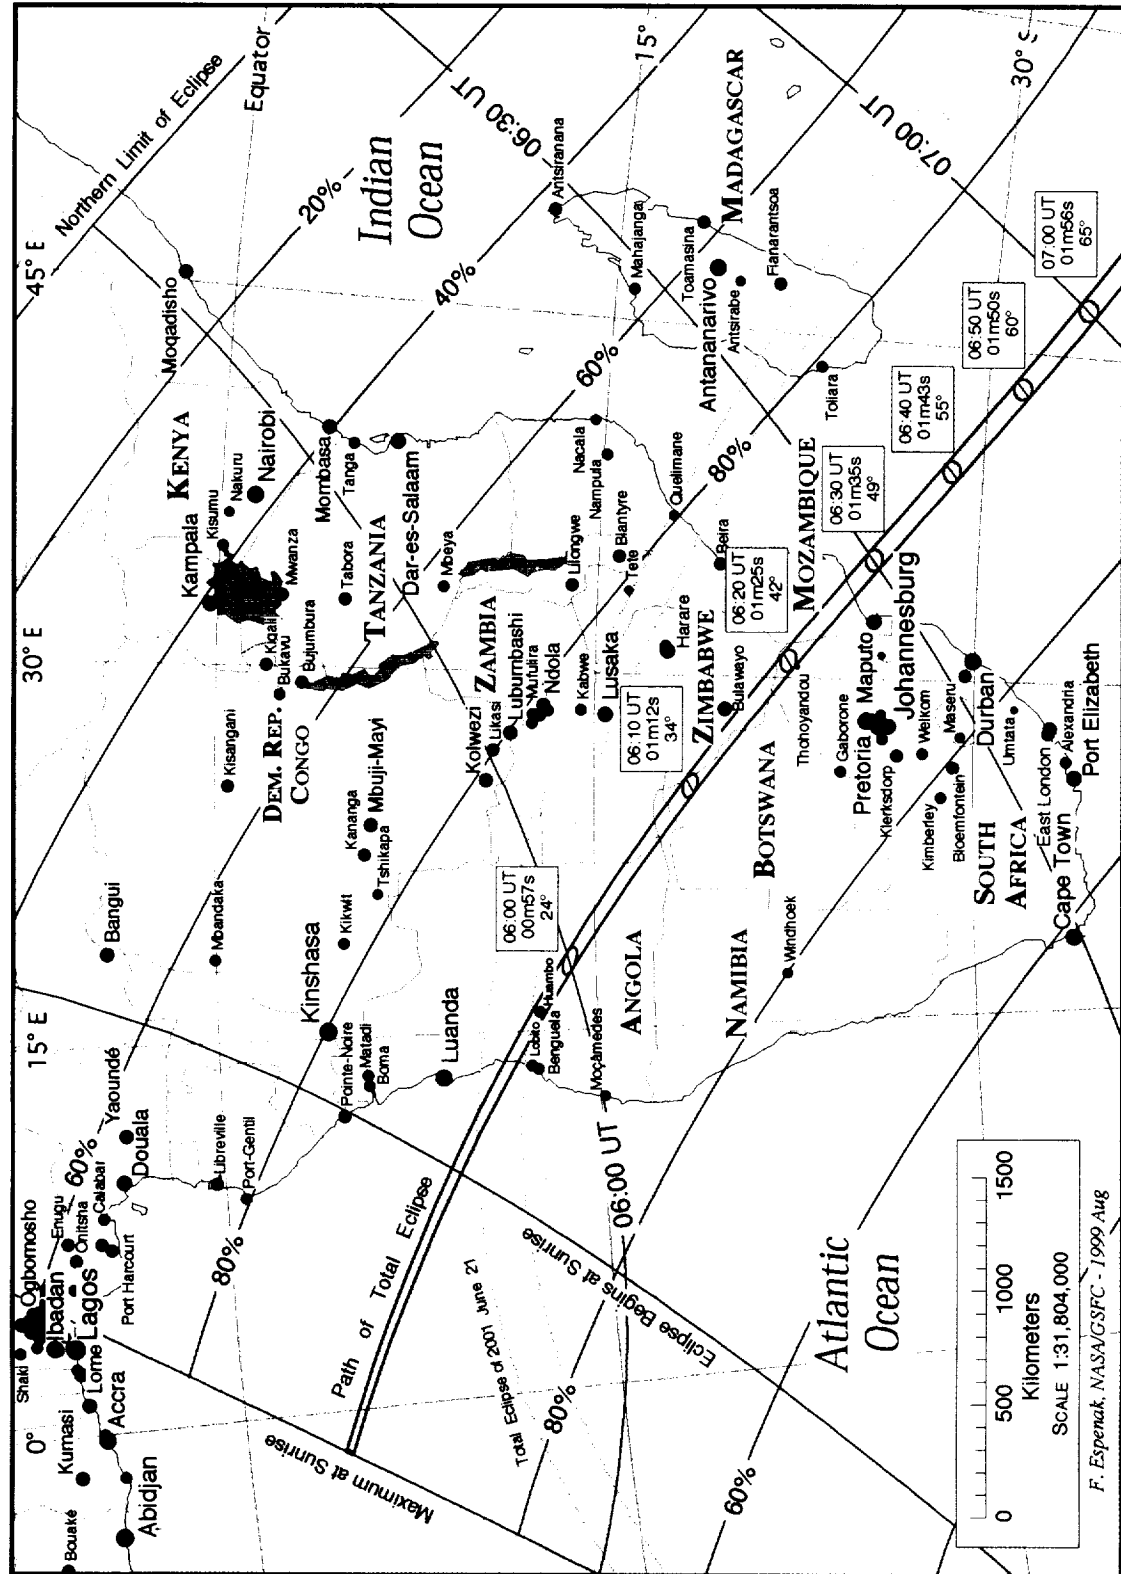 0°
15° E
30° E
45° E
Northern Limit of Eclipse
Equator
20%
40%
60%
80%
06:30 UT
15°
07:00 UT
30° S
Indian
Ocean
MADAGASCAR
Antsiranana
Mahajanga
Toamasina
Antananarivo
Antsirabe
Fianarantsoa
Toliara
Moqadisho
KENYA
Kampala
Kisumu
Nakuru
Nairobi
Mombasa
Tanga
Dar-es-Salaam
Mwanza
Kigali
Bukavu
Bujumbura
Tabora
TANZANIA
Mbeya
Kisangani
DEM. REP.
CONGO
Kananga
Mbuji-Mayi
Tshikapa
Kolwezi
Likasi
Lubumbashi
Mufulira
Ndola
ZAMBIA
Kabwe
Lusaka
Lilongwe
Blantyre
Tete
Nacala
Nampula
Quelimane
Beira
Harare
ZIMBABWE
Bulawayo
MOZAMBIQUE
Bangui
Mbandaka
Kikwit
Kinshasa
Pointe-Noire
Matadi
Boma
Luanda
Lobito
Benguela
Huambo
Moçamedes
ANGOLA
NAMIBIA
Windhoek
BOTSWANA
Thohoyandou
Gaborone
Pretoria
Maputo
Johannesburg
Klerksdorp
Welkom
Kimberley
Bloemfontein
Maseru
Durban
Umtata
SOUTH
AFRICA
East London
Alexandria
Port Elizabeth
Cape Town
06:00 UT
00m57s
24°
06:10 UT
01m12s
34°
06:20 UT
01m25s
42°
06:30 UT
01m35s
49°
06:40 UT
01m43s
55°
06:50 UT
01m50s
60°
07:00 UT
01m56s
65°
Yaoundé
Douala
60%
Calabar
Enugu
Onitsha
Port Harcourt
Libreville
Port-Gentil
80%
Ogbomosho
Ibadan
Lagos
Shaki
Lome
Accra
Kumasi
Abidjan
Bouaké
Path of Total Eclipse
Maximum at Sunrise
Total Eclipse of 2001 June 21
Eclipse Begins at Sunrise
06:00 UT
80%
60%
Atlantic
Ocean
0 500 1000 1500
Kilometers
SCALE 1:31,804,000
F. Espenak, NASA/GSFC - 1999 Aug